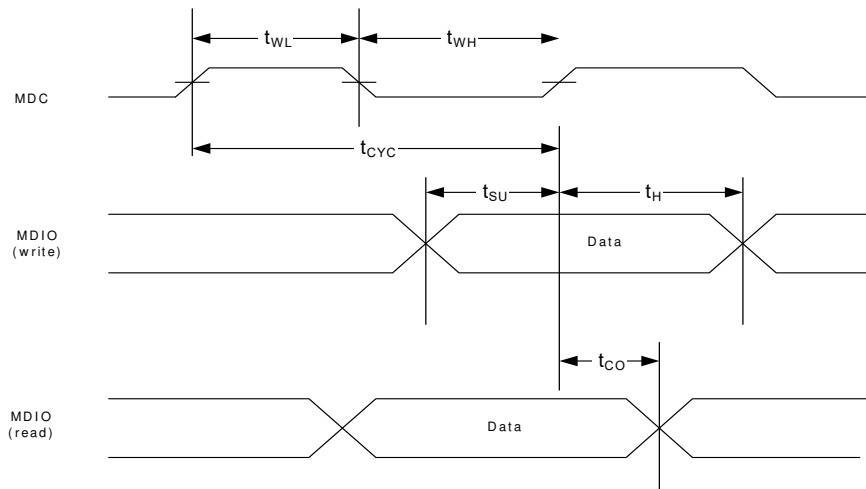 tWL
tWH
MDC
tCYC
tSU
tH
MDIO
(write)
Data
tCO
MDIO
(read)
Data